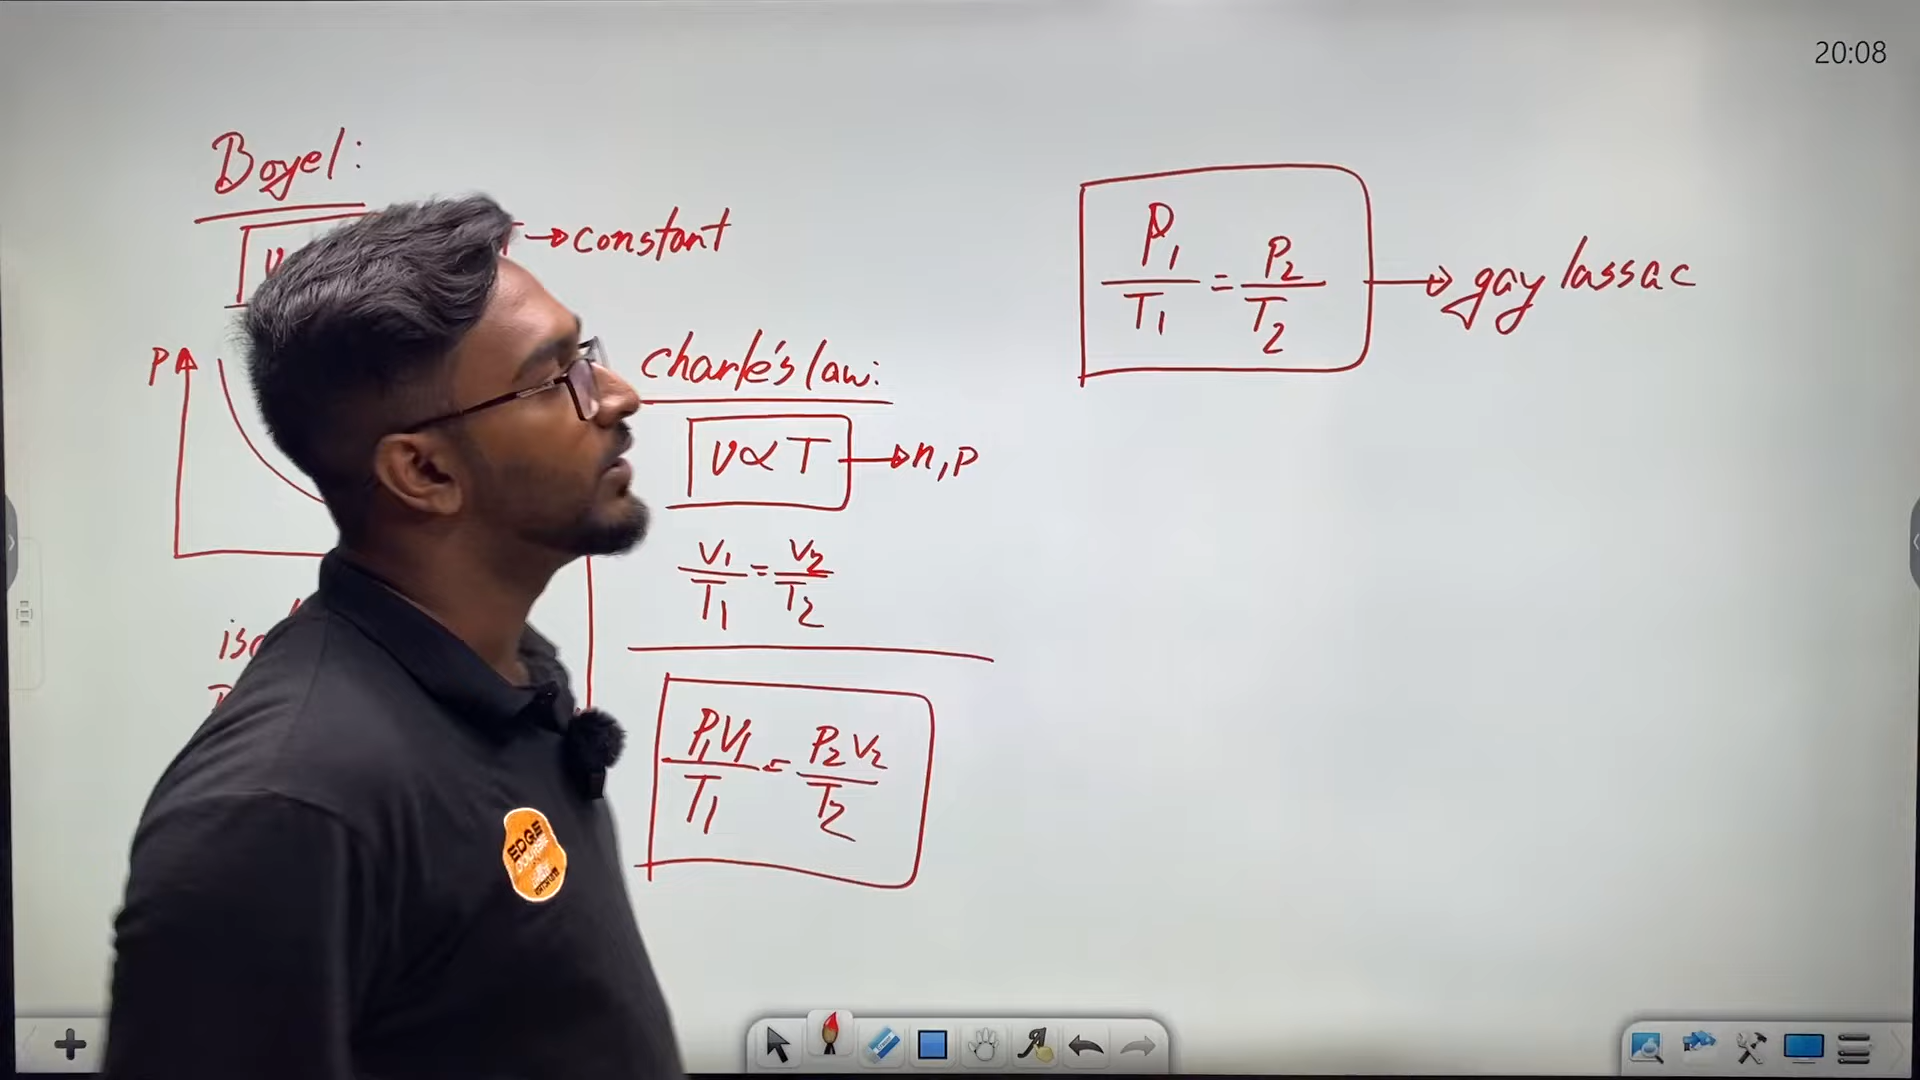 20:08
Boyel:
→ constant
P
charle's law:
V∝T → n, P
V₁/T₁ = V₂/T₂
P₁V₁/T₁ = P₂V₂/T₂
P₁/T₁ = P₂/T₂ → gay lassac
EDGE